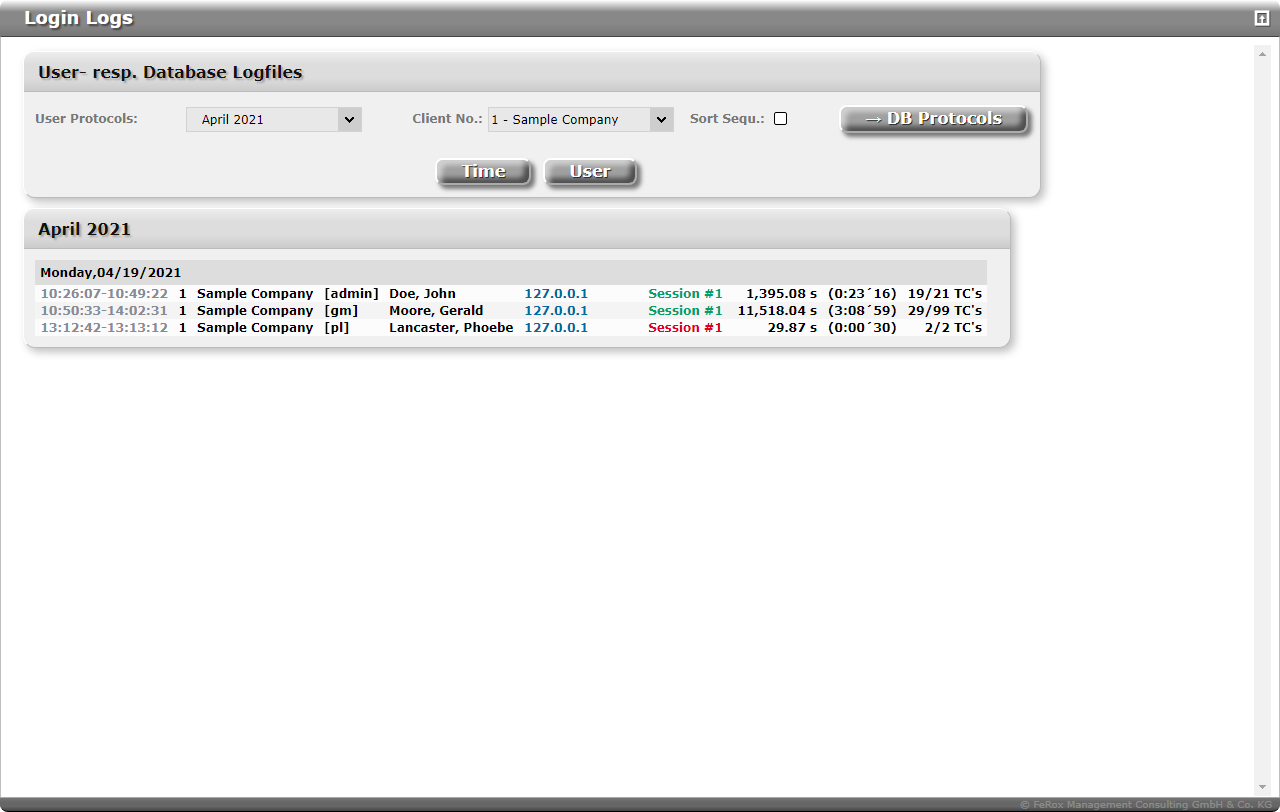 Login Logs
User- resp. Database Logfiles
User Protocols: April 2021 Client No.: 1 - Sample Company Sort Sequ.: → DB Protocols
Time User
April 2021
Monday,04/19/2021
10:26:07-10:49:22 1 Sample Company [admin] Doe, John 127.0.0.1 Session #1 1,395.08 s (0:23´16) 19/21 TC's
10:50:33-14:02:31 1 Sample Company [gm] Moore, Gerald 127.0.0.1 Session #1 11,518.04 s (3:08´59) 29/99 TC's
13:12:42-13:13:12 1 Sample Company [pl] Lancaster, Phoebe 127.0.0.1 Session #1 29.87 s (0:00´30) 2/2 TC's
© FeRox Management Consulting GmbH & Co. KG